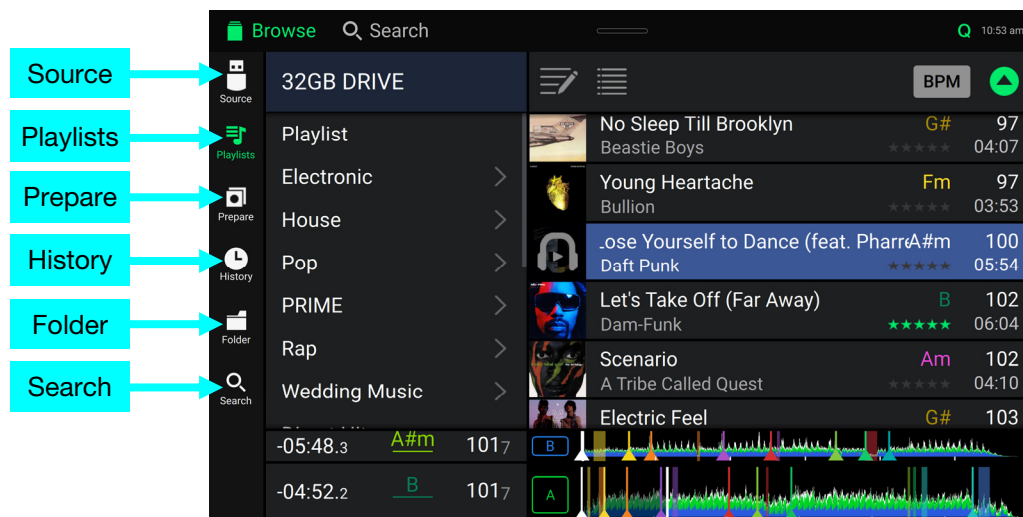 Browse Search Q 10:53 am
Source
Playlists
Prepare
History
Folder
Search
Source
Playlists
Prepare
History
Folder
Search
32GB DRIVE
Playlist
Electronic
House
Pop
PRIME
Rap
Wedding Music
BPM
No Sleep Till Brooklyn G# 97
Beastie Boys 04:07
Young Heartache Fm 97
Bullion 03:53
Lose Yourself to Dance (feat. Pharre A#m 100
Daft Punk 05:54
Let's Take Off (Far Away) B 102
Dam-Funk ★★★★★ 06:04
Scenario Am 102
A Tribe Called Quest 04:10
Electric Feel G# 103
-05:48.3 A#m 1017 B
-04:52.2 B 1017 A